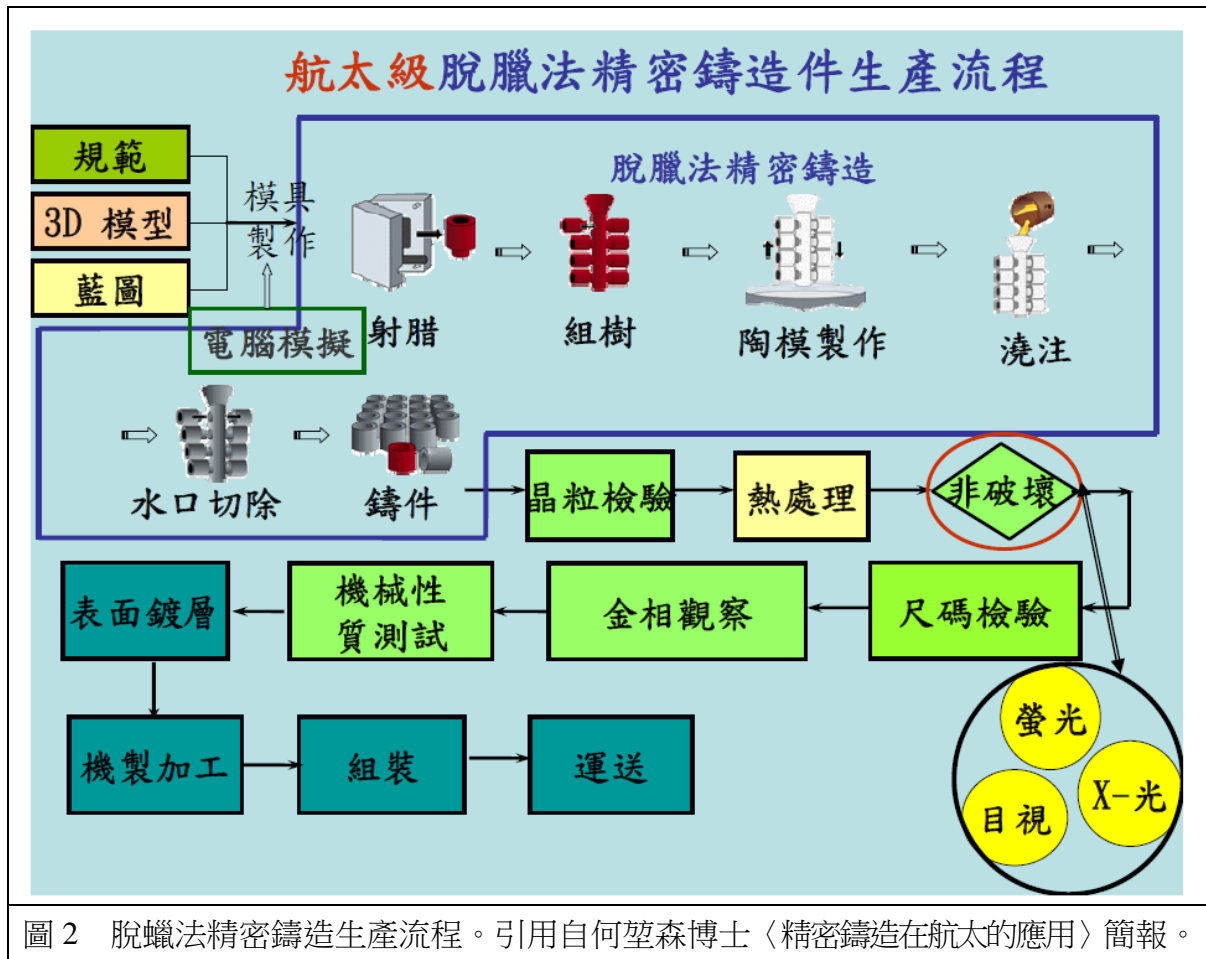 航太級脫臘法精密鑄造件生產流程
規範
3D 模型
藍圖
模具
製作
電腦模擬
脫臘法精密鑄造
射腊
組樹
陶模製作
澆注
水口切除
鑄件
晶粒檢驗
熱處理
非破壞
尺碼檢驗
金相觀察
機械性
質測試
表面鍍層
機製加工
組裝
運送
螢光
X-光
目視
圖 2 脫蠟法精密鑄造生產流程。引用自何堃森博士〈精密鑄造在航太的應用〉簡報。